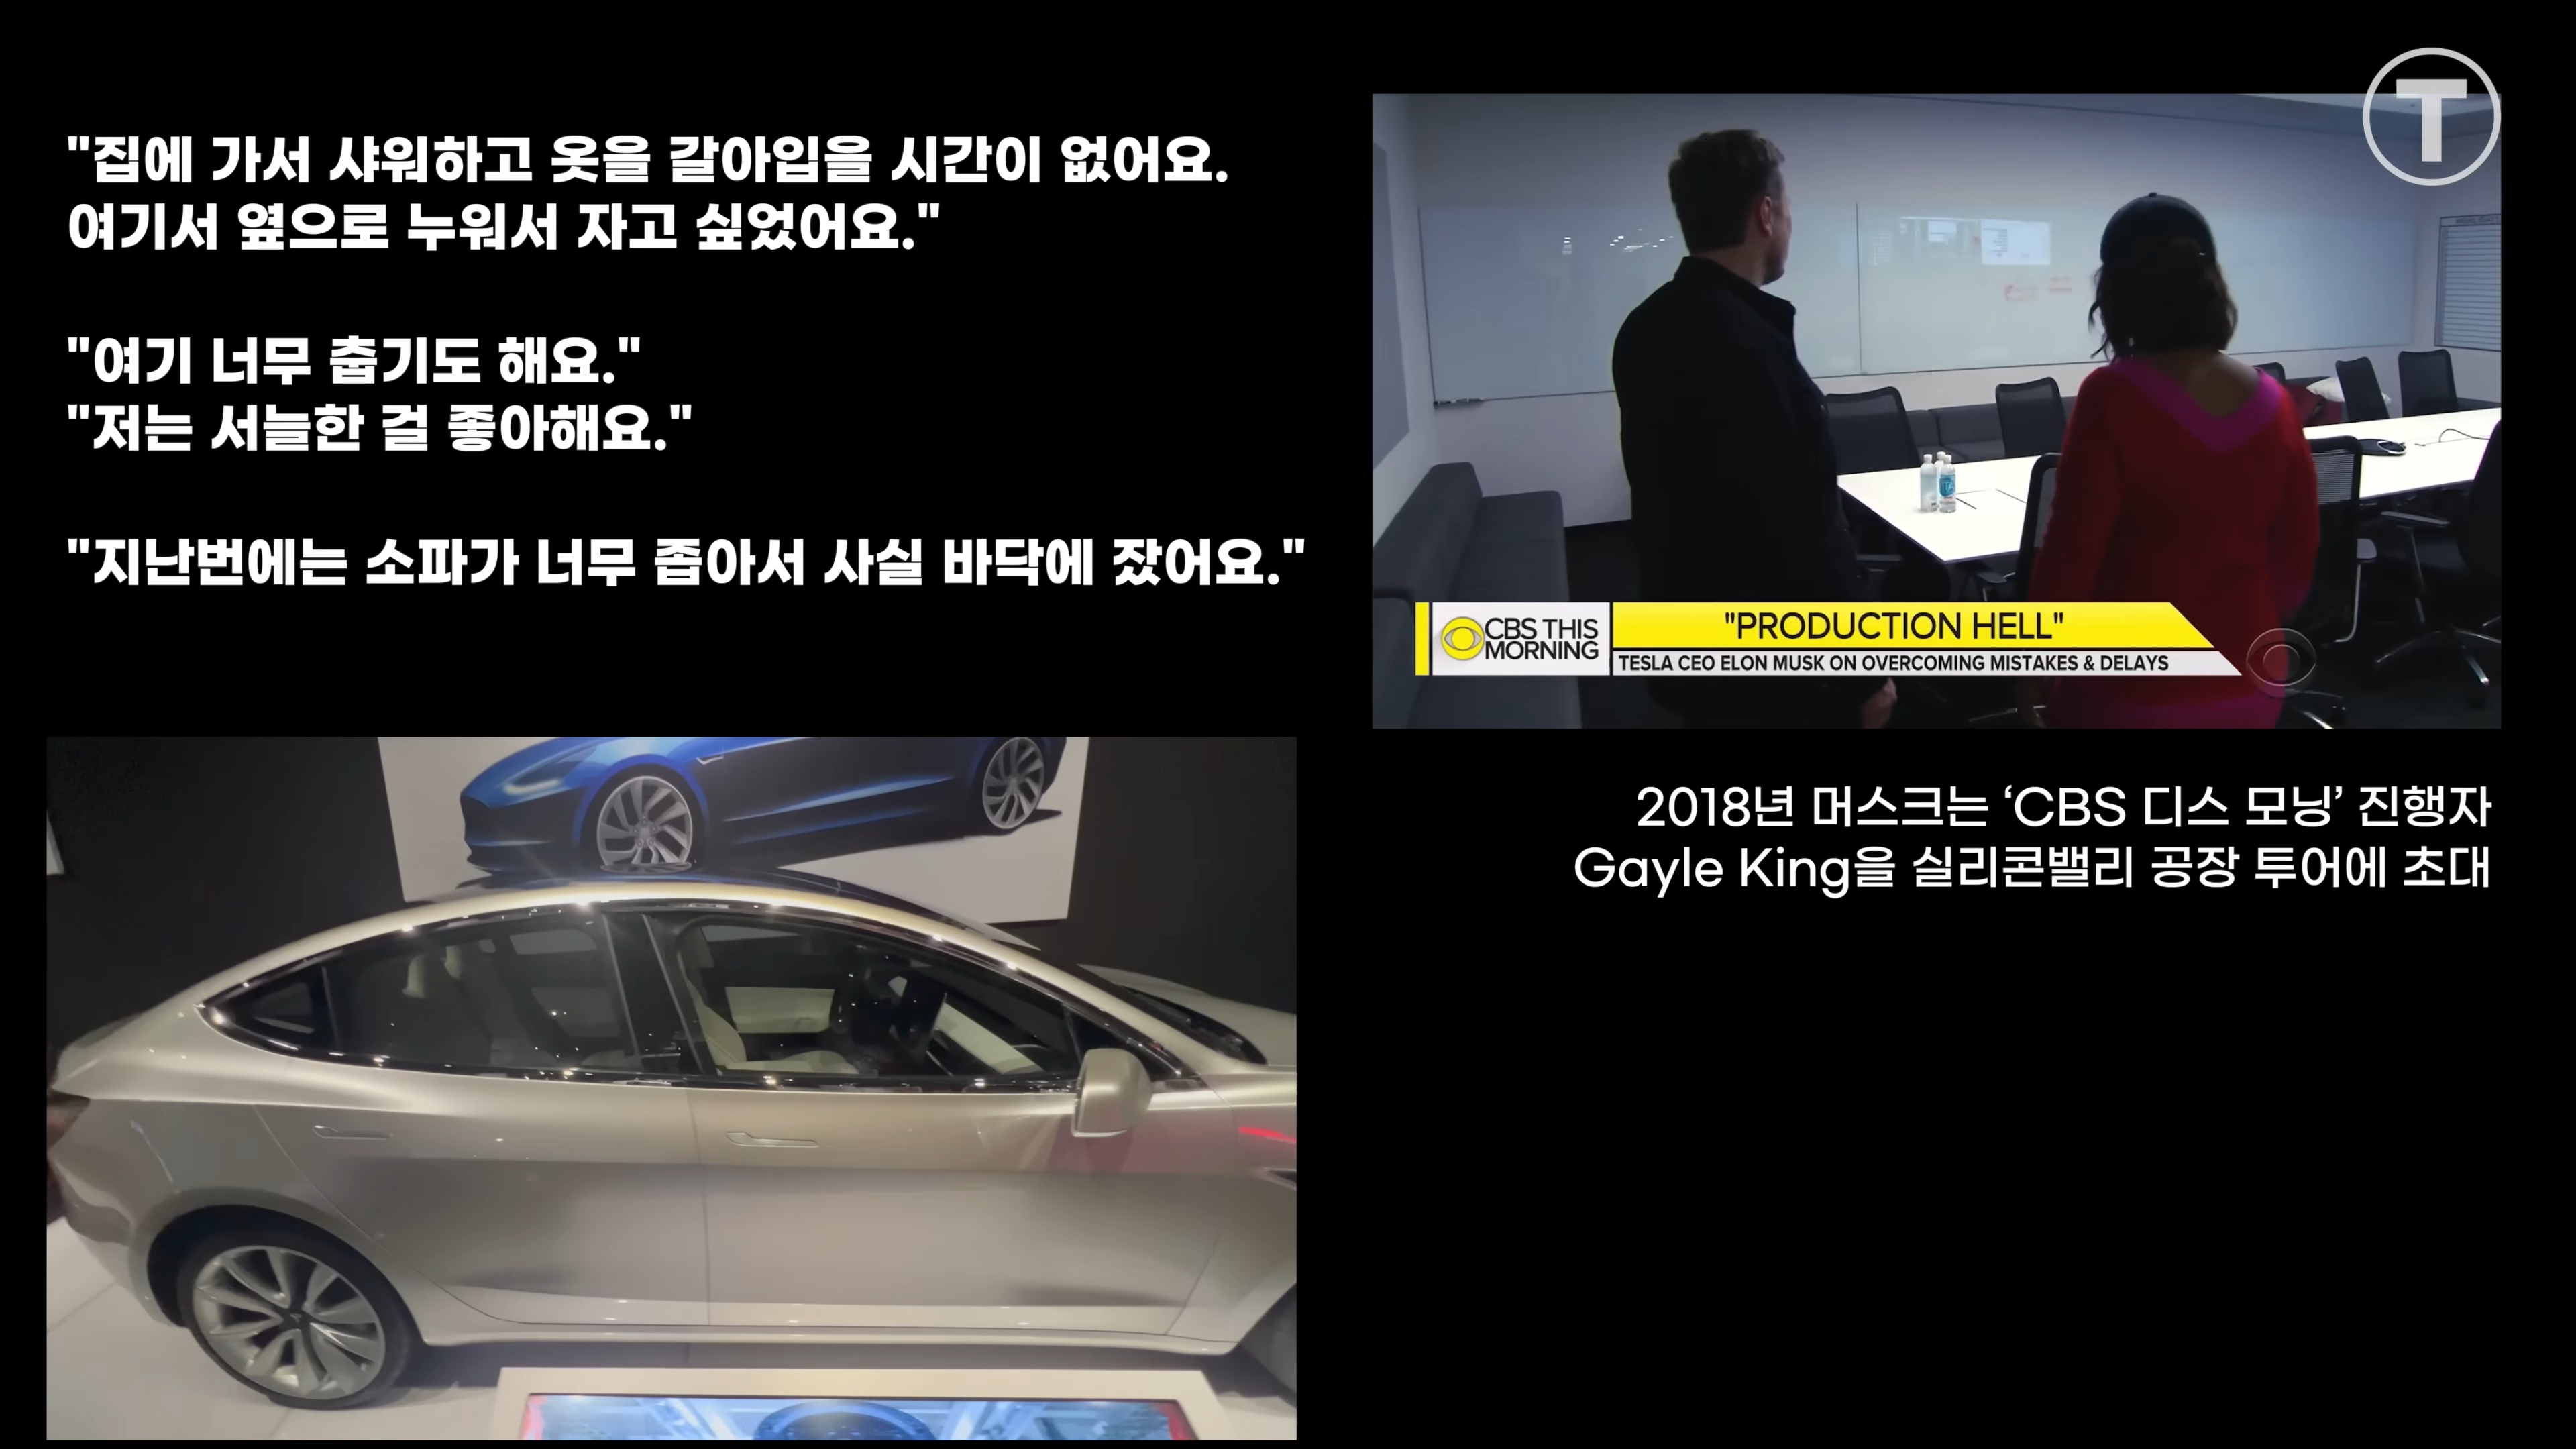 "집에 가서 샤워하고 옷을 갈아입을 시간이 없어요.
여기서 옆으로 누워서 자고 싶었어요."
"여기 너무 춥기도 해요."
"저는 서늘한 걸 좋아해요."
"지난번에는 소파가 너무 좁아서 사실 바닥에 잤어요."
T
CBS THIS
MORNING
"PRODUCTION HELL"
TESLA CEO ELON MUSK ON OVERCOMING MISTAKES & DELAYS
2018년 머스크는 ‘CBS 디스 모닝’ 진행자
Gayle King을 실리콘밸리 공장 투어에 초대